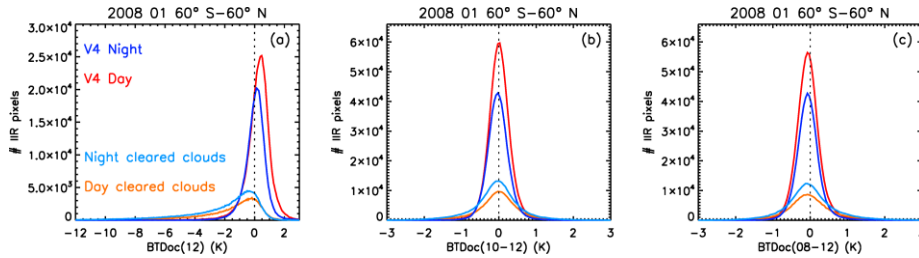 2008 01 60° S-60° N
(a)
V4 Night
V4 Day
Night cleared clouds
Day cleared clouds
# IIR pixels
3.0×10⁴
2.5×10⁴
2.0×10⁴
1.5×10⁴
1.0×10⁴
5.0×10³
0
-12 -10 -8 -6 -4 -2 0 2
BTDoc(12) (K)
2008 01 60° S-60° N
(b)
# IIR pixels
6×10⁴
5×10⁴
4×10⁴
3×10⁴
2×10⁴
1×10⁴
0
-3 -2 -1 0 1 2 3
BTDoc(10-12) (K)
2008 01 60° S-60° N
(c)
# IIR pixels
6×10⁴
5×10⁴
4×10⁴
3×10⁴
2×10⁴
1×10⁴
0
-3 -2 -1 0 1 2 3
BTDoc(08-12) (K)